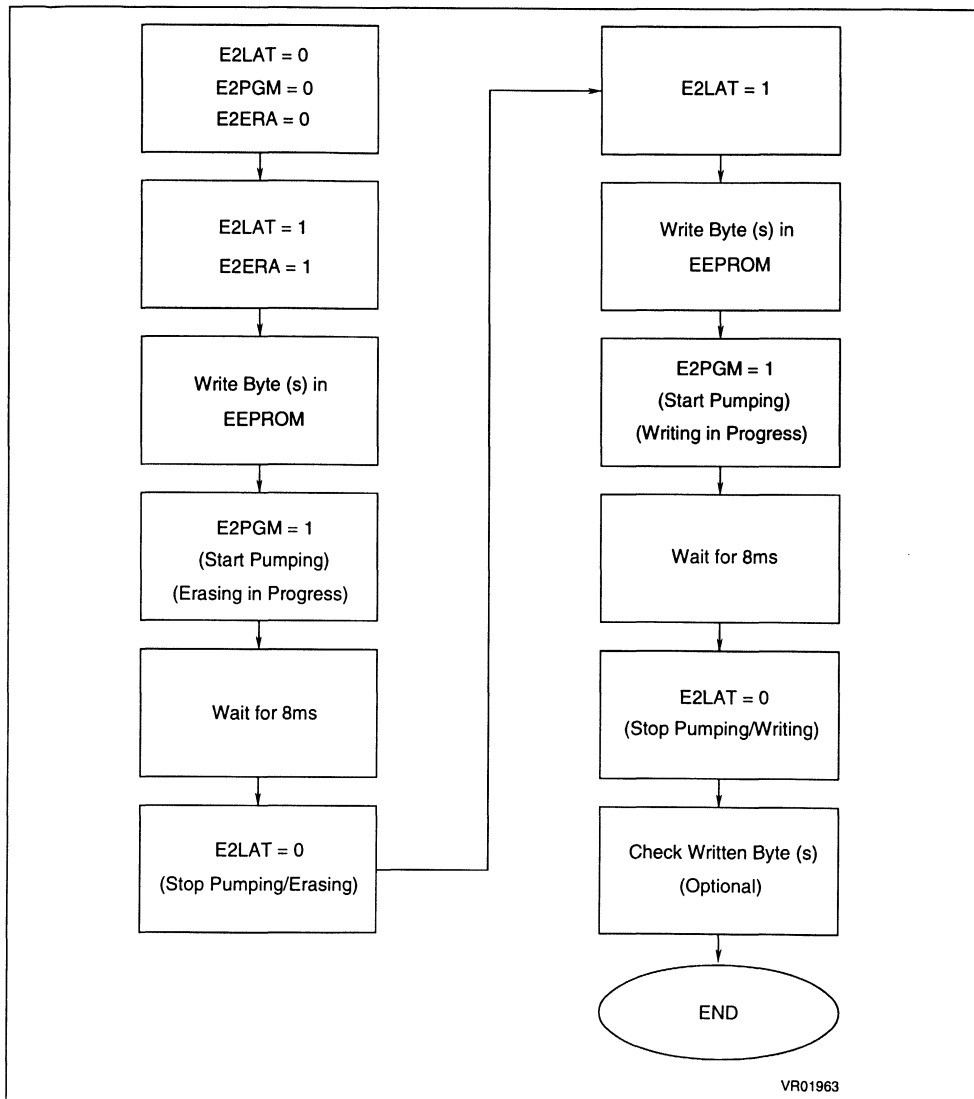 E2LAT = 0
E2PGM = 0
E2ERA = 0
E2LAT = 1
E2ERA = 1
Write Byte (s) in
EEPROM
E2PGM = 1
(Start Pumping)
(Erasing in Progress)
Wait for 8ms
E2LAT = 0
(Stop Pumping/Erasing)
E2LAT = 1
Write Byte (s) in
EEPROM
E2PGM = 1
(Start Pumping)
(Writing in Progress)
Wait for 8ms
E2LAT = 0
(Stop Pumping/Writing)
Check Written Byte (s)
(Optional)
END
VR01963